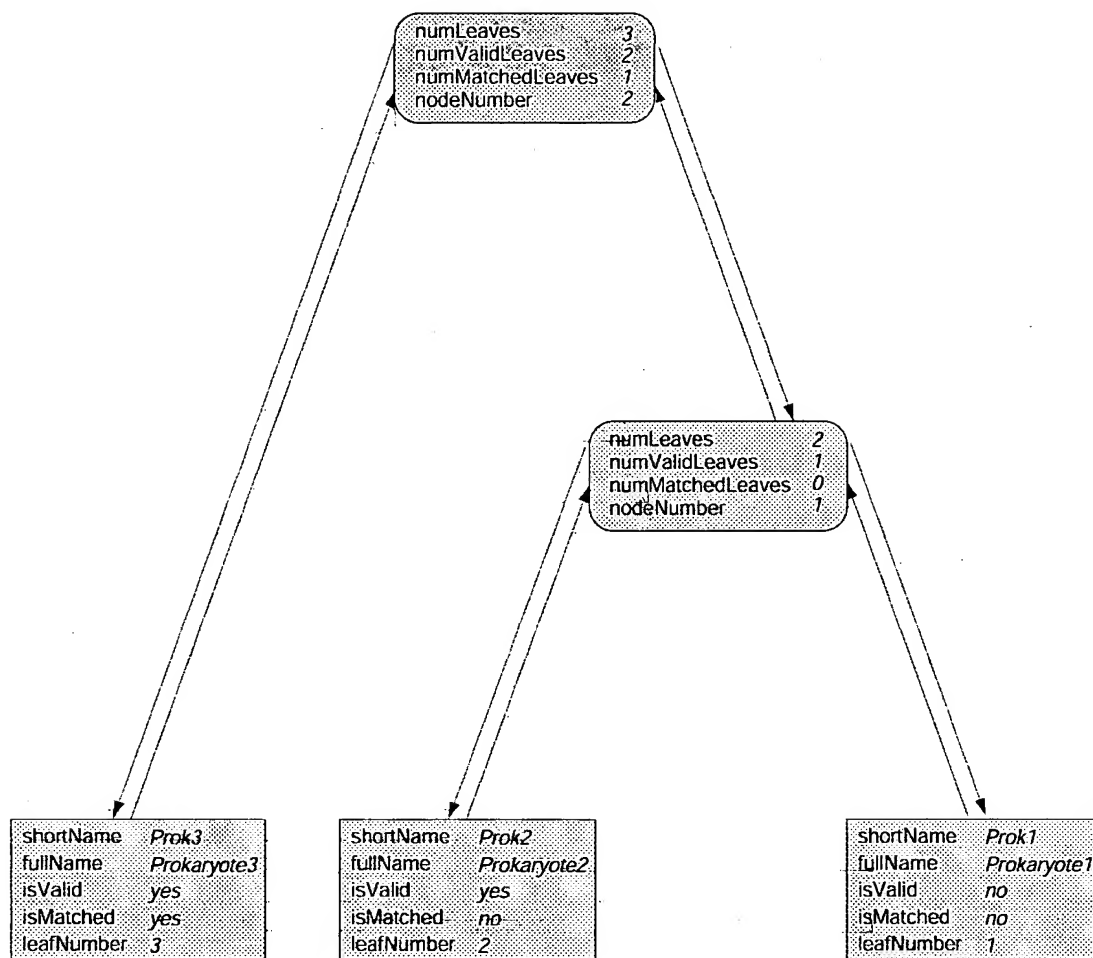 numLeaves 3
numValidLeaves 2
numMatchedLeaves 1
nodeNumber 2
numLeaves 2
numValidLeaves 1
numMatchedLeaves 0
nodeNumber 1
shortName Prok3
fullName Prokaryote3
isValid yes
isMatched yes
leafNumber 3
shortName Prok2
fullName Prokaryote2
isValid yes
isMatched no
leafNumber 2
shortName Prok1
fullName Prokaryote1
isValid no
isMatched no
leafNumber 1